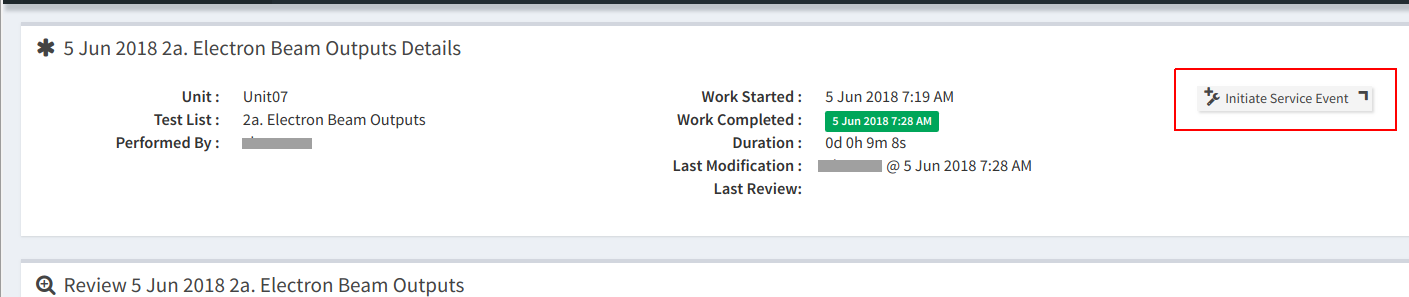 5 Jun 2018 2a. Electron Beam Outputs Details
Unit : Unit07
Test List : 2a. Electron Beam Outputs
Performed By :
Work Started : 5 Jun 2018 7:19 AM
Work Completed : 5 Jun 2018 7:28 AM
Duration : 0d 0h 9m 8s
Last Modification : @ 5 Jun 2018 7:28 AM
Last Review:
Initiate Service Event
Review 5 Jun 2018 2a. Electron Beam Outputs